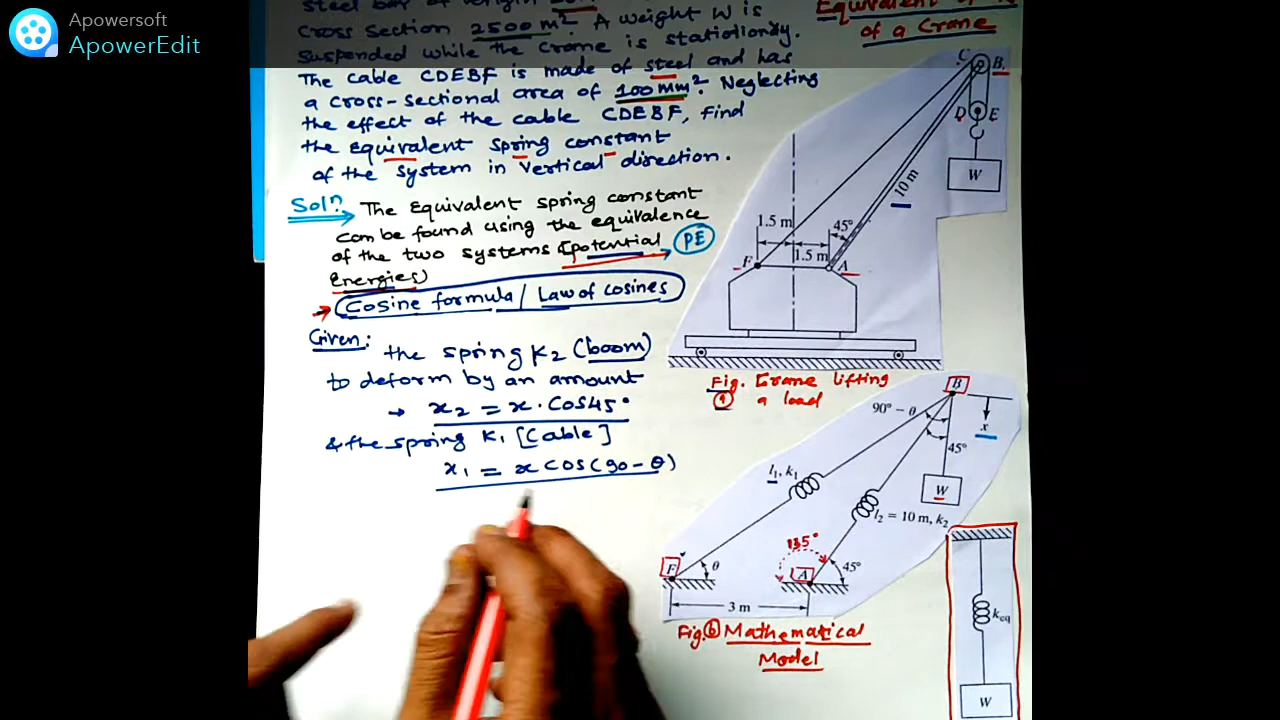 Apowersoft
ApowerEdit
steel bar of
cross section 2500 m². A weight W is
suspended while the crane is stationary.
The cable CDEBF is made of steel and has
a cross-sectional area of 100 mm². Neglecting
the effect of the cable CDEBF, find
the equivalent spring constant
of the system in vertical direction.
Solⁿ. The equivalent spring constant
can be found using the equivalence
of the two systems (potential
energies)
PE
Cosine formula / Law of cosines
Given: the spring K2 (boom)
to deform by an amount
x2 = x . Cos45°
& the spring K1 [Cable]
x1 = x cos(90-θ)
of a Crane
C
B
D
E
W
10 m
45°
1.5 m
1.5 m
F
A
Fig. Crane lifting
a a load
B
90° – θ
x
45°
l1, k1
W
l2 = 10 m, k2
135°
F
θ
A
45°
3 m
Fig. b Mathematical
Model
keq
W